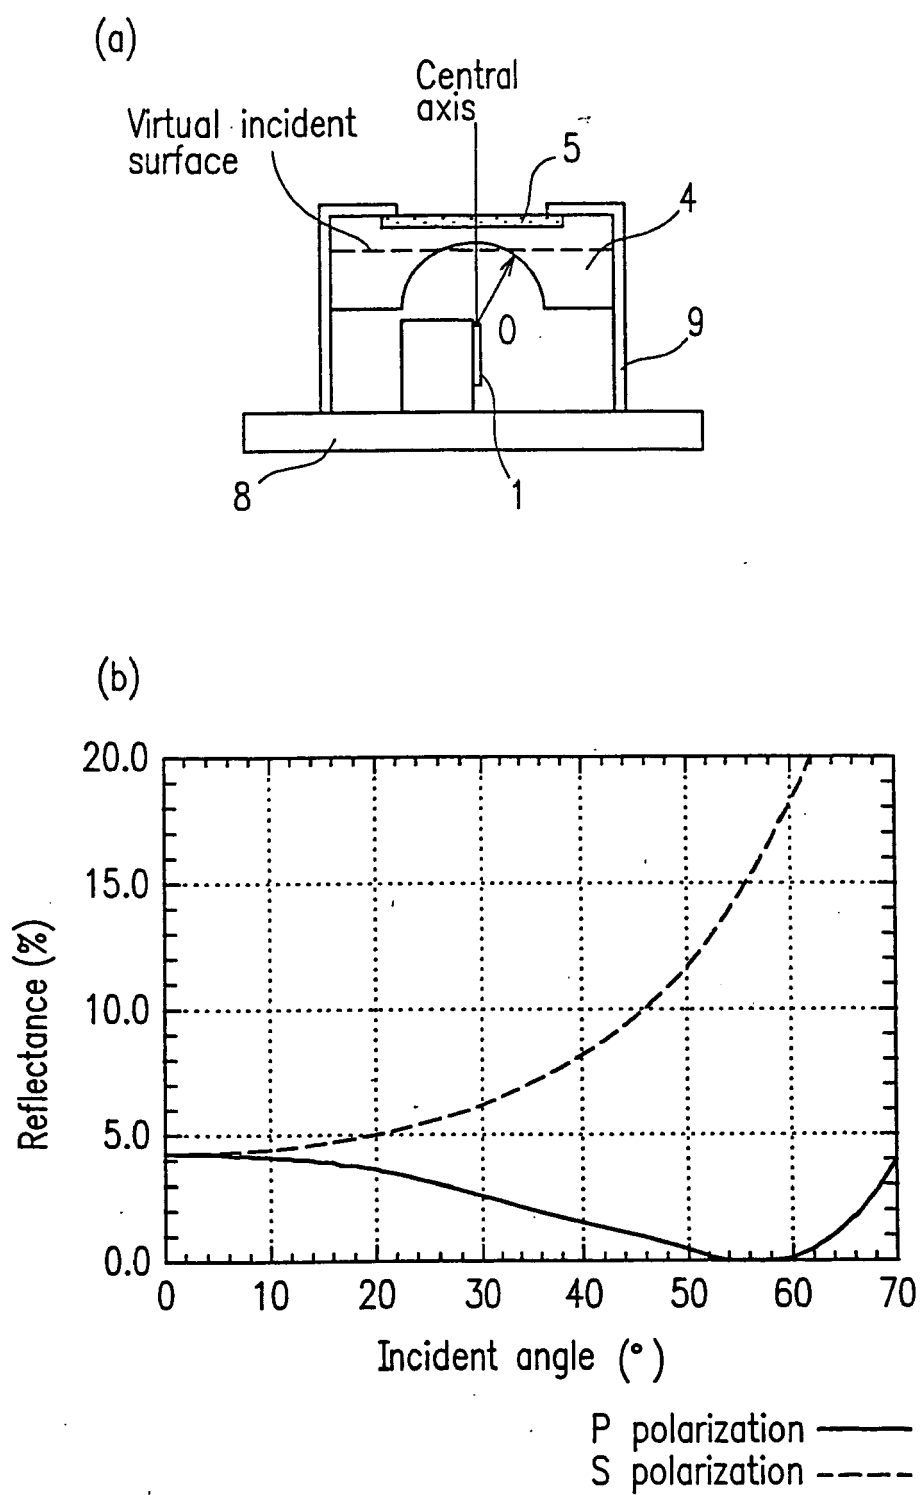 (a)
Central
axis
Virtual incident
surface
5
4
O
9
8
1
(b)
20.0
15.0
10.0
5.0
0.0
Reflectance (%)
0 10 20 30 40 50 60 70
Incident angle (°)
P polarization
S polarization